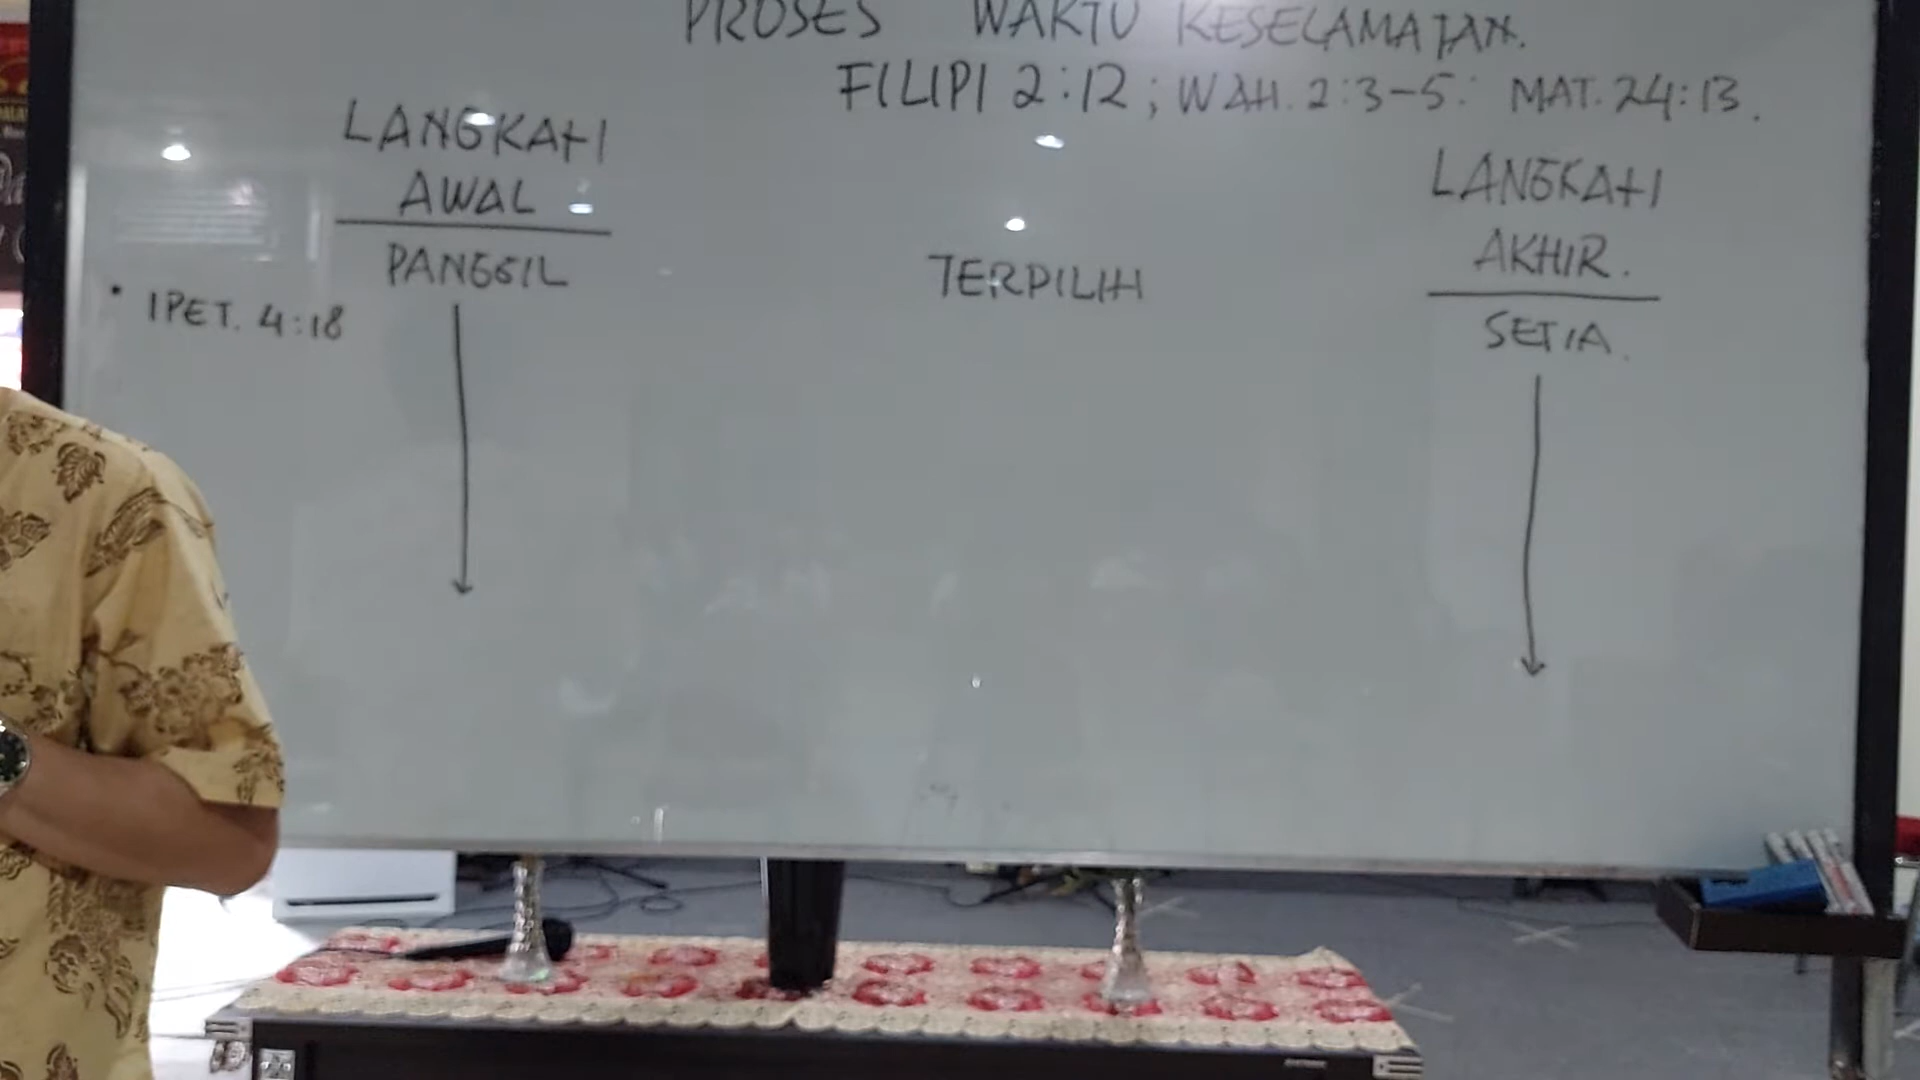 PROSES WAKTU KESELAMATAN.
FILIPI 2:12; WAH. 2:3-5: MAT. 24:13.
LANGKAH
AWAL
PANGGIL
• 1PET. 4:18
TERPILIH
LANGKAH
AKHIR.
SETIA.